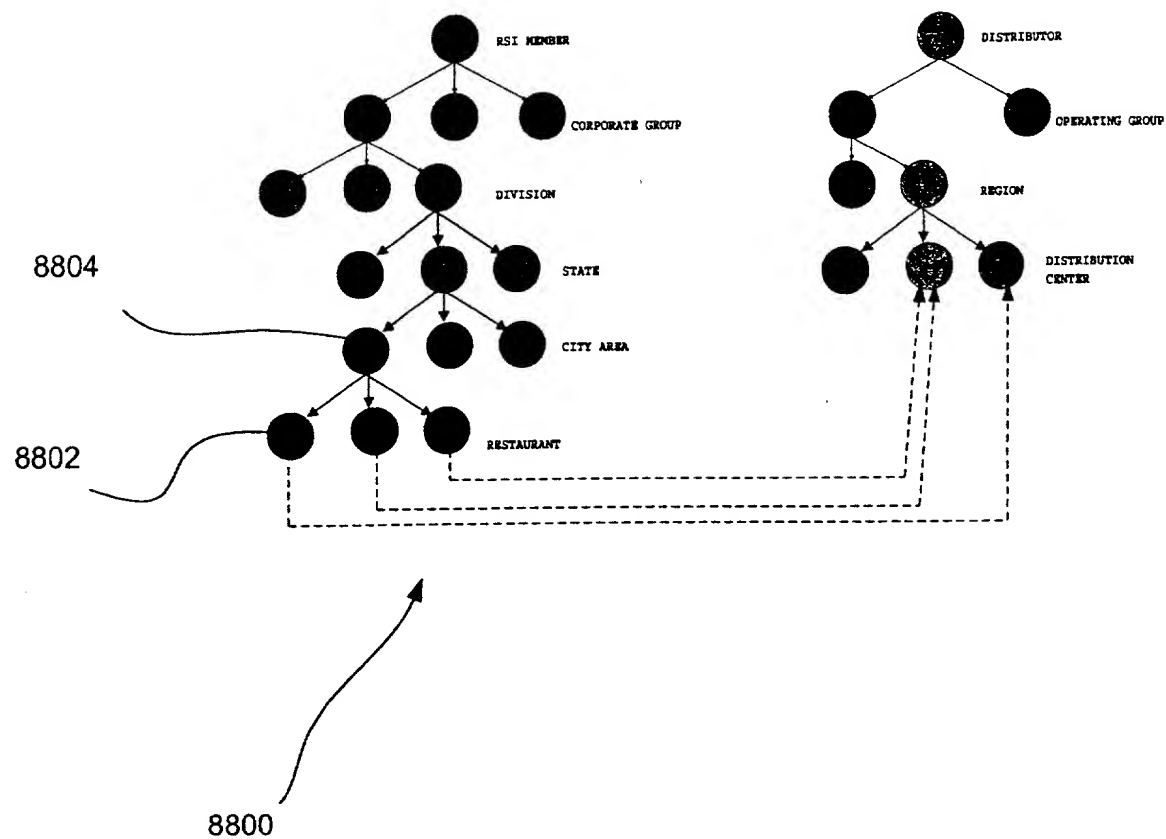 RSI MEMBER
DISTRIBUTOR
CORPORATE GROUP
OPERATING GROUP
DIVISION
REGION
8804
STATE
DISTRIBUTION
CENTER
CITY AREA
8802
RESTAURANT
8800